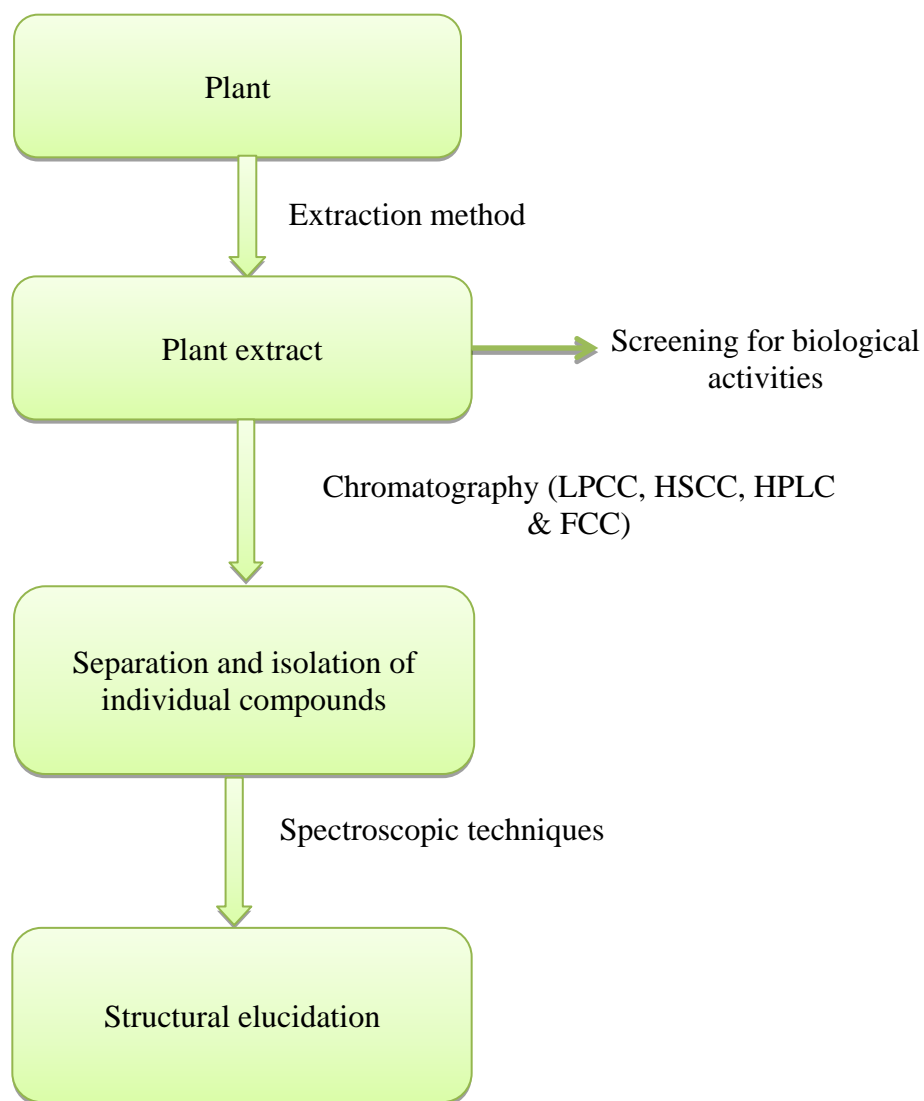 Plant
Extraction method
Plant extract
Screening for biological
activities
Chromatography (LPCC, HSCC, HPLC
& FCC)
Separation and isolation of
individual compounds
Spectroscopic techniques
Structural elucidation